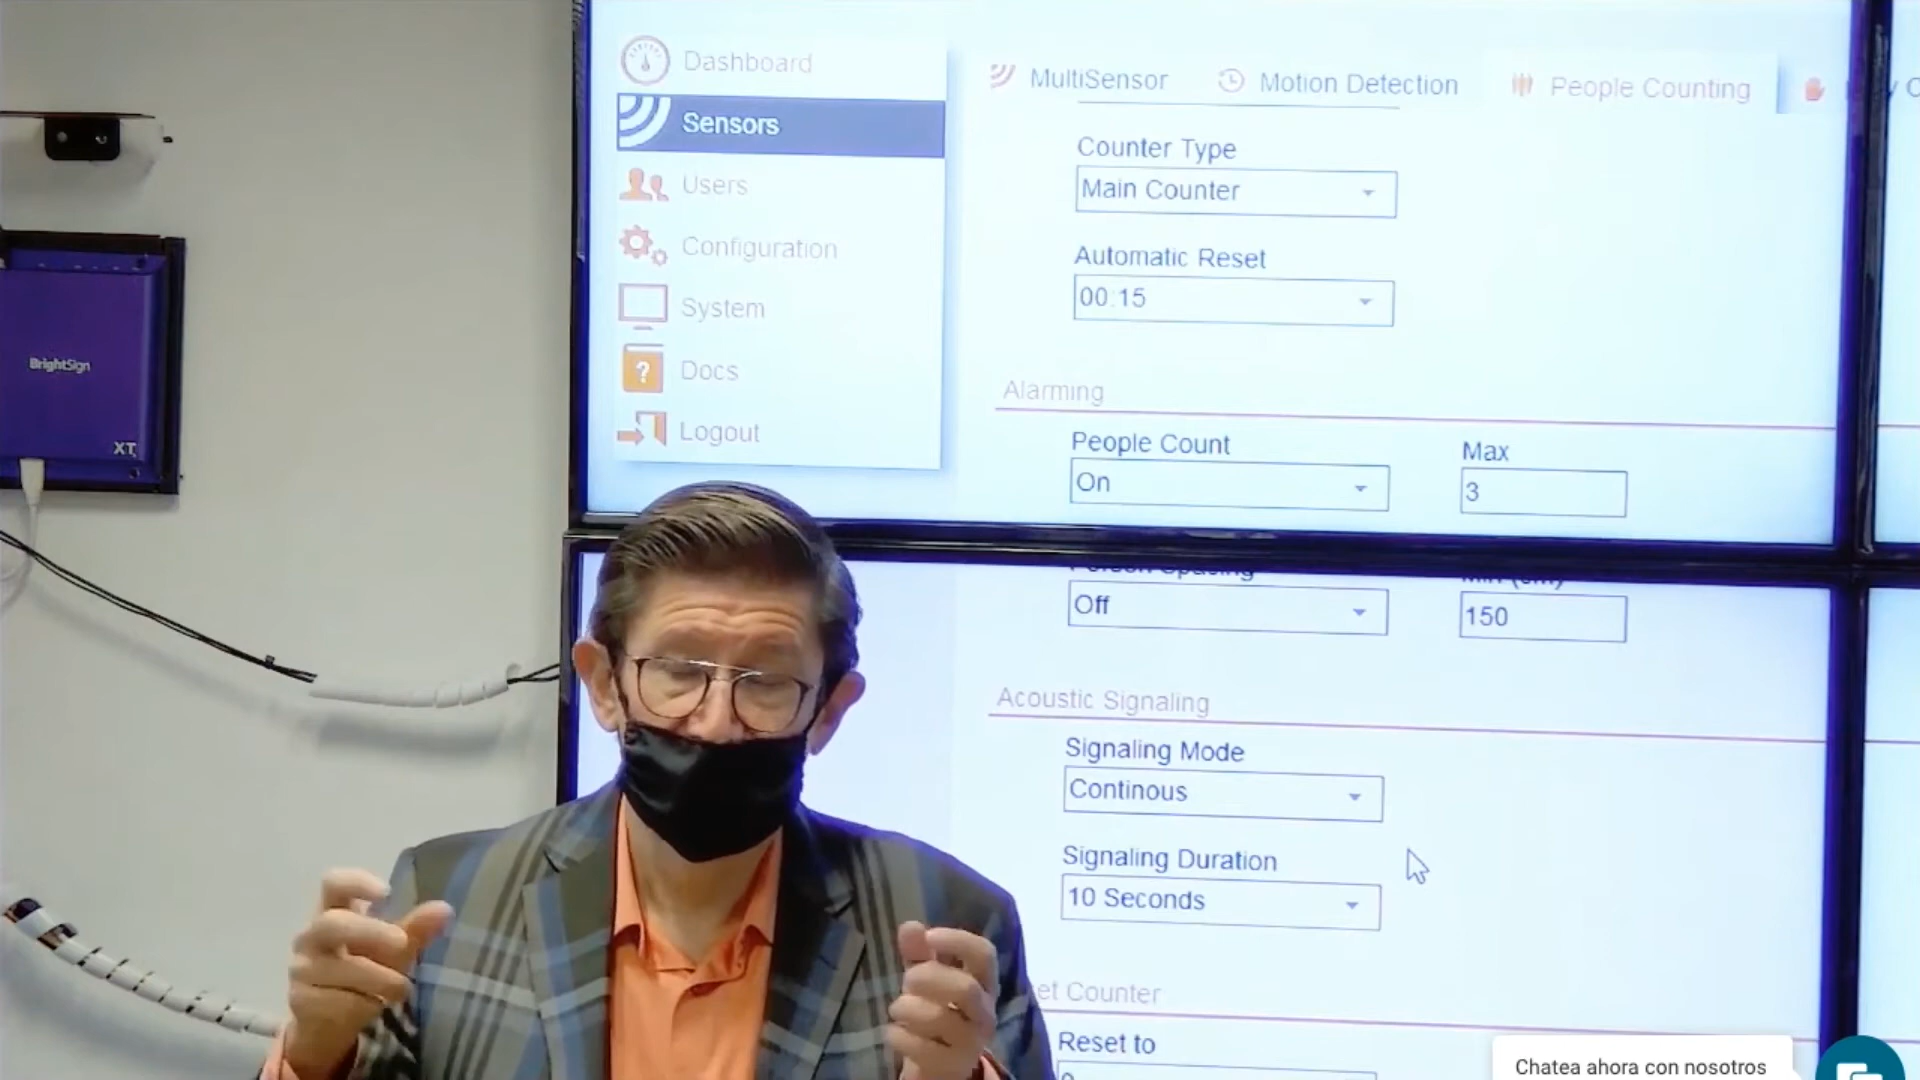 Dashboard
Sensors
Users
Configuration
System
Docs
Logout
MultiSensor
Motion Detection
People Counting
Counter Type
Main Counter
Automatic Reset
00:15
Alarming
People Count
Max
On
3
Off
150
Acoustic Signaling
Signaling Mode
Continous
Signaling Duration
10 Seconds
Counter
Reset to
BrightSign
XT
Chatea ahora con nosotros